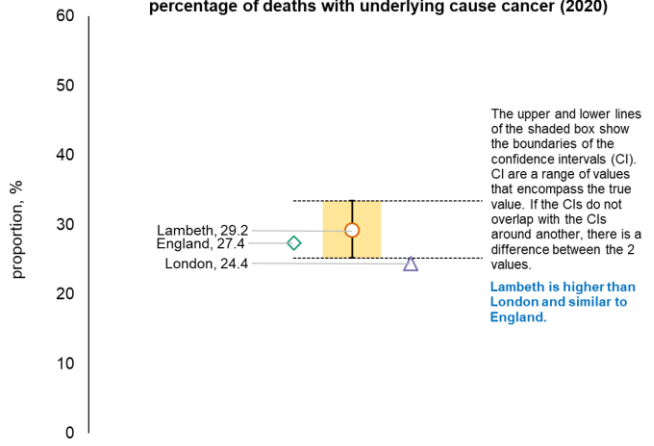 percentage of deaths with underlying cause cancer (2020)
60
50
40
30
20
10
0
proportion, %
Lambeth, 29.2
England, 27.4
London, 24.4
The upper and lower lines
of the shaded box show
the boundaries of the
confidence intervals (CI).
CI are a range of values
that encompass the true
value. If the CIs do not
overlap with the CIs
around another, there is a
difference between the 2
values.
Lambeth is higher than
London and similar to
England.